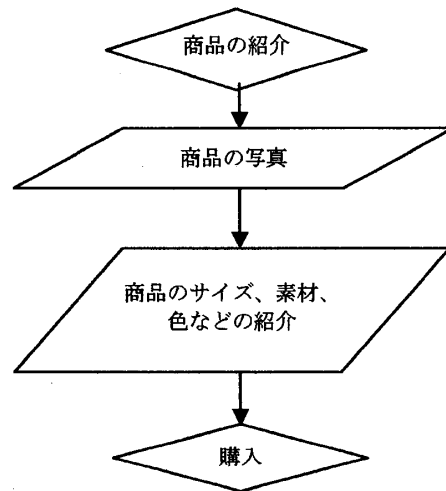 商品の紹介
商品の写真
商品のサイズ、素材、
色などの紹介
購入